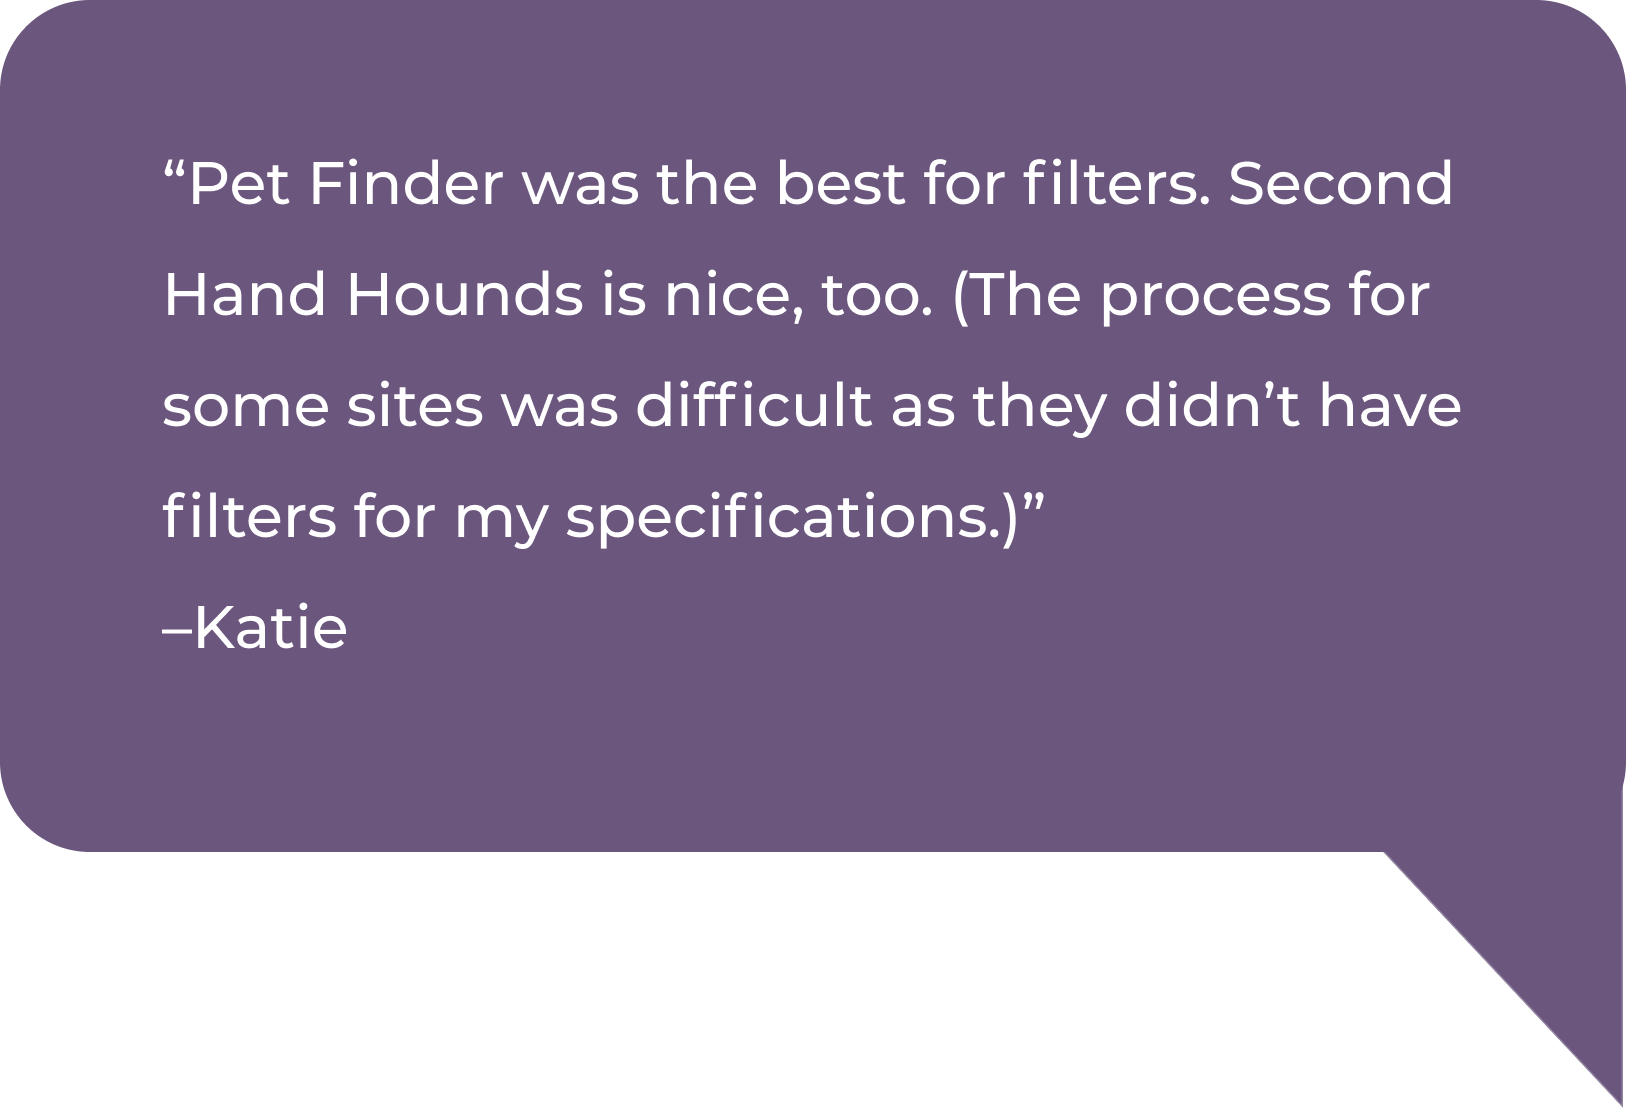 “Pet Finder was the best for filters. Second
Hand Hounds is nice, too. (The process for
some sites was difficult as they didn’t have
filters for my specifications.)”
–Katie